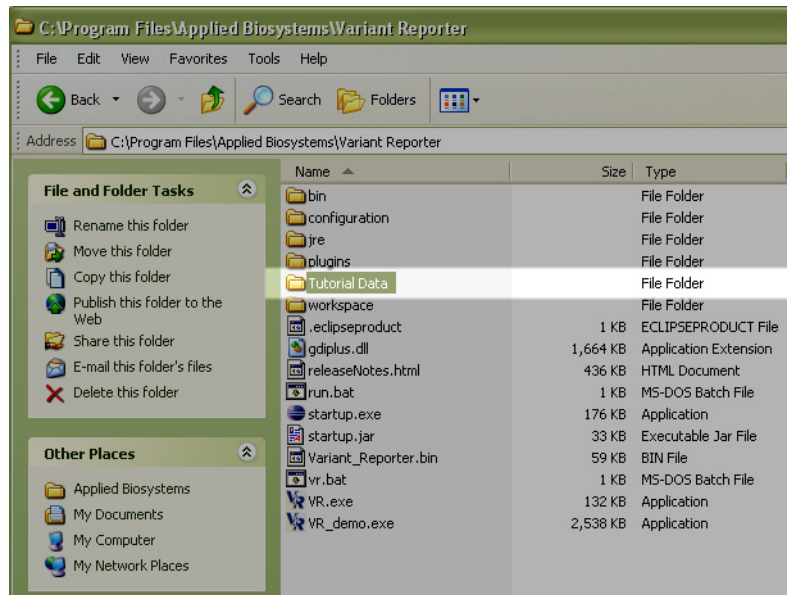 C:\Program Files\Applied Biosystems\Variant Reporter
File Edit View Favorites Tools Help
Back Search Folders
Address C:\Program Files\Applied Biosystems\Variant Reporter
File and Folder Tasks
Rename this folder
Move this folder
Copy this folder
Publish this folder to the
Web
Share this folder
E-mail this folder's files
Delete this folder
Other Places
Applied Biosystems
My Documents
My Computer
My Network Places
Name Size Type
bin File Folder
configuration File Folder
jre File Folder
plugins File Folder
Tutorial Data File Folder
workspace File Folder
.eclipseproduct 1 KB ECLIPSEPRODUCT File
gdiplus.dll 1,664 KB Application Extension
releaseNotes.html 436 KB HTML Document
run.bat 1 KB MS-DOS Batch File
startup.exe 176 KB Application
startup.jar 33 KB Executable Jar File
Variant_Reporter.bin 59 KB BIN File
vr.bat 1 KB MS-DOS Batch File
VR.exe 132 KB Application
VR_demo.exe 2,538 KB Application